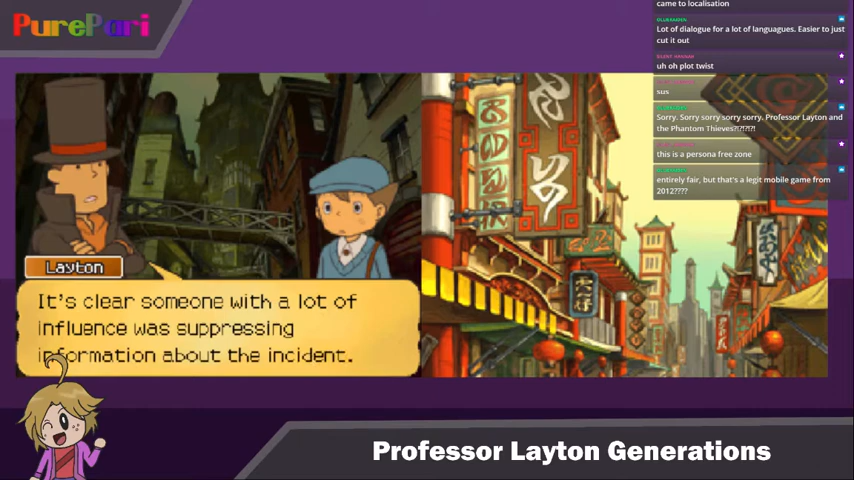 PurePari
came to localisation
Lot of dialogue for a lot of languagues. Easier to just
cut it out
uh oh plot twist
sus
Sorry. Sorry sorry sorry sorry. Professor Layton and
the Phantom Thieves?!?!?!?!
this is a persona free zone
entirely fair, but that's a legit mobile game from
2012????
Layton
It's clear someone with a lot of
influence was suppressing
information about the incident.
Professor Layton Generations